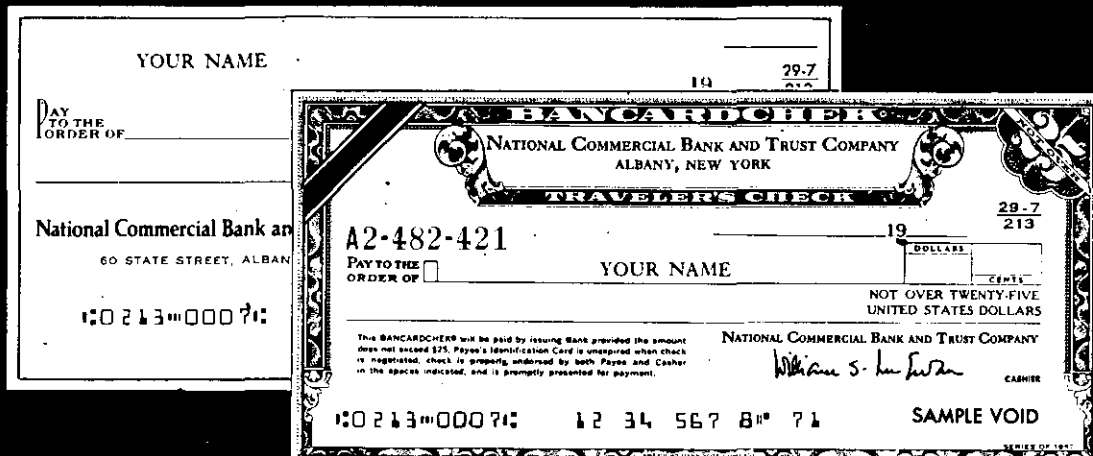 YOUR NAME
19
29-7
213
PAY
TO THE
ORDER OF
National Commercial Bank an
60 STATE STREET, ALBAN
⑆0213⑉0007⑆
BANCARDCHEK
NATIONAL COMMERCIAL BANK AND TRUST COMPANY
ALBANY, NEW YORK
TRAVELER'S CHECK
29-7
213
A2-482-421
19
DOLLARS
CENTS
PAY TO THE
ORDER OF
YOUR NAME
NOT OVER TWENTY-FIVE
UNITED STATES DOLLARS
This BANCARDCHEK® will be paid by issuing Bank provided the amount
does not exceed $25, Payee's Identification Card is unexpired when check
is negotiated, check is properly endorsed by both Payee and Casher
in the spaces indicated, and is promptly presented for payment.
NATIONAL COMMERCIAL BANK AND TRUST COMPANY
CASHIER
⑆0213⑉0007⑆ 12 34 567 8⑈ 71
SAMPLE VOID